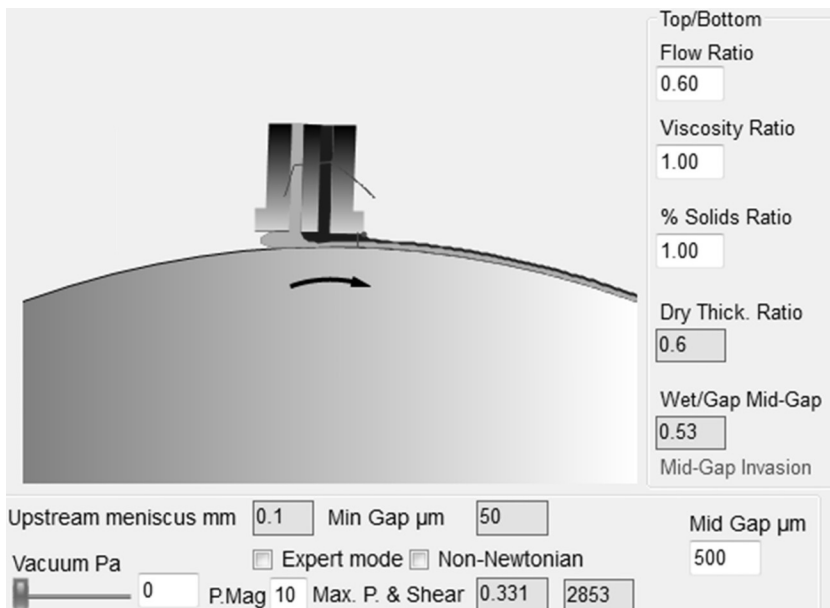 Top/Bottom
Flow Ratio
0.60
Viscosity Ratio
1.00
% Solids Ratio
1.00
Dry Thick. Ratio
0.6
Wet/Gap Mid-Gap
0.53
Mid-Gap Invasion
Upstream meniscus mm 0.1 Min Gap µm 50 Mid Gap µm
Vacuum Pa Expert mode Non-Newtonian 500
0 P.Mag 10 Max. P. & Shear 0.331 2853